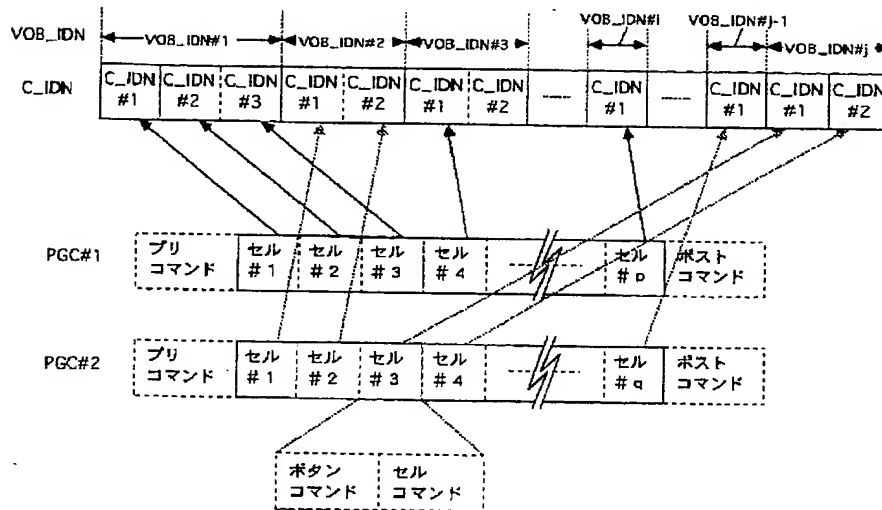 VOB_IDN
VOB_IDN#1
VOB_IDN#2
VOB_IDN#3
VOB_IDN#i
VOB_IDN#j-1
VOB_IDN#j
C_IDN
C_IDN #1
C_IDN #2
C_IDN #3
C_IDN #1
C_IDN #2
C_IDN #1
C_IDN #2
C_IDN #1
C_IDN #1
C_IDN #1
C_IDN #2
PGC#1
プリ
コマンド
セル
#1
セル
#2
セル
#3
セル
#4
セル
#p
ポスト
コマンド
PGC#2
プリ
コマンド
セル
#1
セル
#2
セル
#3
セル
#4
セル
#q
ポスト
コマンド
ボタン
コマンド
セル
コマンド